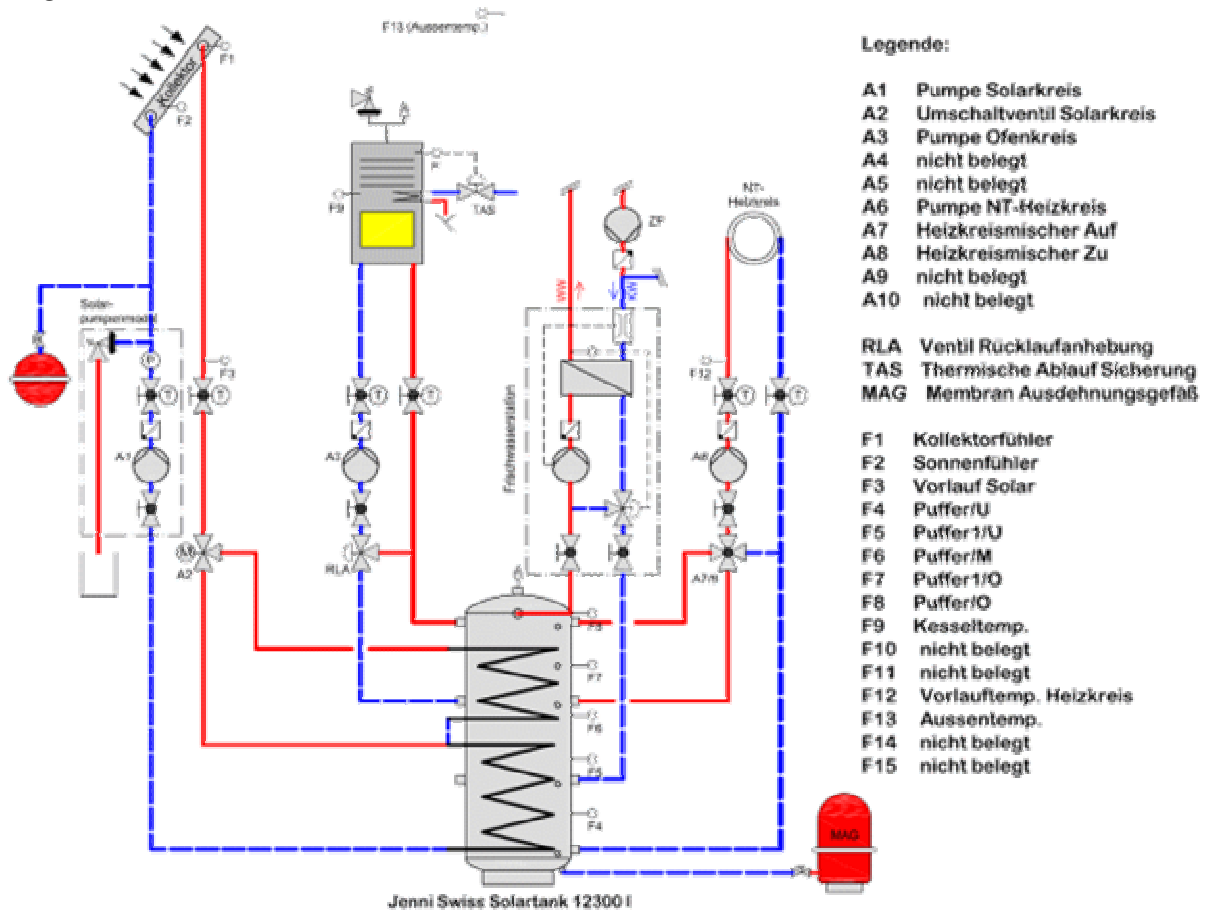 F13 (Aussentemp.)
F1
Kollektor
F2
F
F9
TAS
ZP
NT-
Heizkreis
WW
KW
Solar-
pumpenmodul
F3
T
T
T
T
F12
T
T
A1
A3
A6
Frischwasserstation
M
A2
RLA
A7/8
F8
F7
F6
F5
F4
MAG
Jenni Swiss Solartank 12300 l
Legende:
A1 Pumpe Solarkreis
A2 Umschaltventil Solarkreis
A3 Pumpe Ofenkreis
A4 nicht belegt
A5 nicht belegt
A6 Pumpe NT-Heizkreis
A7 Heizkreismischer Auf
A8 Heizkreismischer Zu
A9 nicht belegt
A10 nicht belegt
RLA Ventil Rücklaufanhebung
TAS Thermische Ablauf Sicherung
MAG Membran Ausdehnungsgefäß
F1 Kollektorfühler
F2 Sonnenfühler
F3 Vorlauf Solar
F4 Puffer/U
F5 Puffer1/U
F6 Puffer/M
F7 Puffer1/O
F8 Puffer/O
F9 Kesseltemp.
F10 nicht belegt
F11 nicht belegt
F12 Vorlauftemp. Heizkreis
F13 Aussentemp.
F14 nicht belegt
F15 nicht belegt